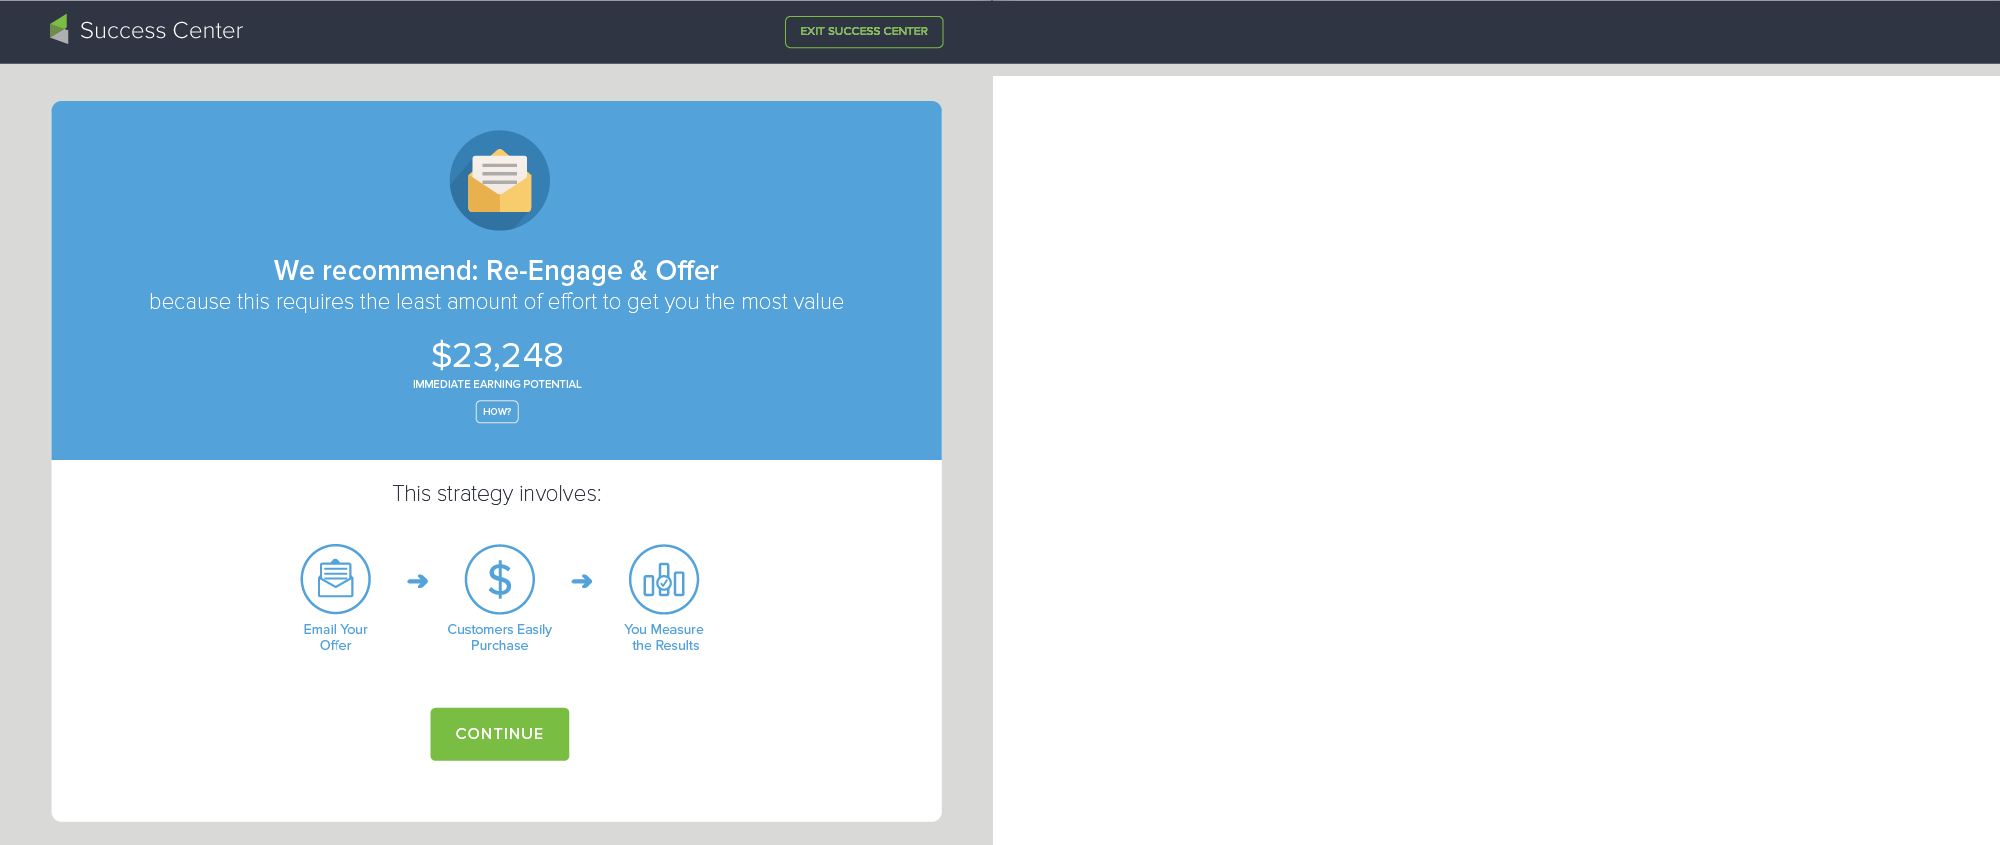 Success Center
EXIT SUCCESS CENTER
We recommend: Re-Engage & Offer
because this requires the least amount of effort to get you the most value
$23,248
IMMEDIATE EARNING POTENTIAL
HOW?
This strategy involves:
Email Your
Offer
Customers Easily
Purchase
You Measure
the Results
CONTINUE